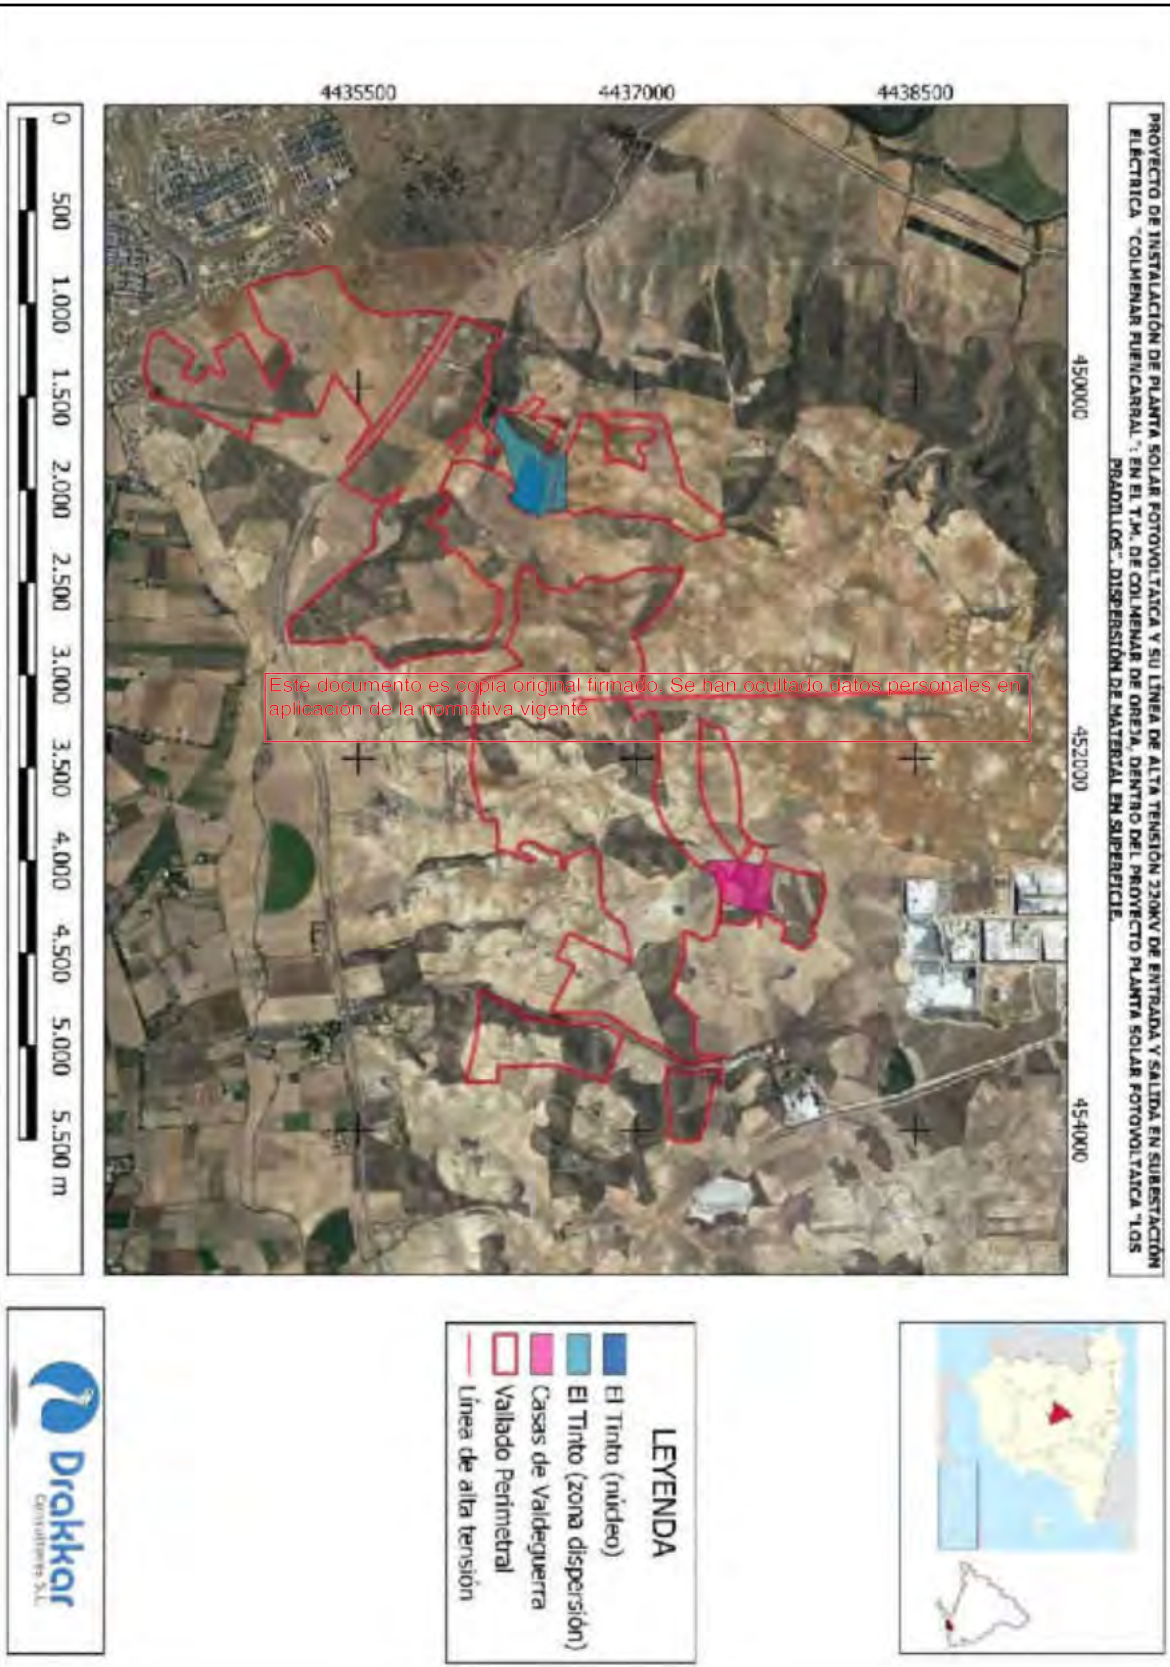 PROYECTO DE INSTALACIÓN DE PLANTA SOLAR FOTOVOLTAICA Y SU LÍNEA DE ALTA TENSIÓN 220KV DE ENTRADA Y SALIDA EN SUBESTACIÓN
ELÉCTRICA "COLMENAR FUENCARRAL"; EN EL T.M. DE COLMENAR DE OREJA, DENTRO DEL PROYECTO PLANTA SOLAR FOTOVOLTAICA "LOS
PRADILLOS". DISPERSIÓN DE MATERIAL EN SUPERFICIE.
450000
452000
454000
4438500
4437000
4435500
Este documento es copia original firmado. Se han ocultado datos personales en
aplicación de la normativa vigente
0 500 1.000 1.500 2.000 2.500 3.000 3.500 4.000 4.500 5.000 5.500 m
LEYENDA
El Tinto (núcleo)
El Tinto (zona dispersión)
Casas de Valdeguerra
Vallado Perimetral
Línea de alta tensión
Drakkar
Consultores S.L.